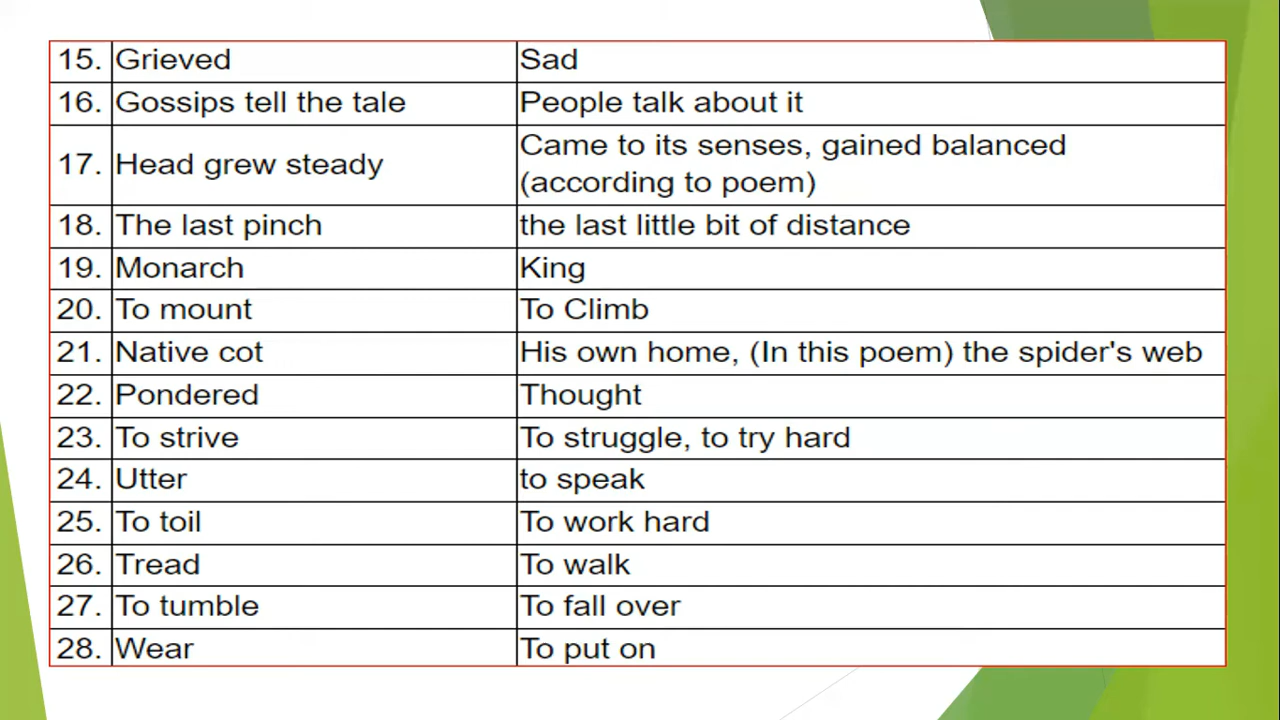 15. Grieved Sad
16. Gossips tell the tale People talk about it
17. Head grew steady Came to its senses, gained balanced
(according to poem)
18. The last pinch the last little bit of distance
19. Monarch King
20. To mount To Climb
21. Native cot His own home, (In this poem) the spider's web
22. Pondered Thought
23. To strive To struggle, to try hard
24. Utter to speak
25. To toil To work hard
26. Tread To walk
27. To tumble To fall over
28. Wear To put on